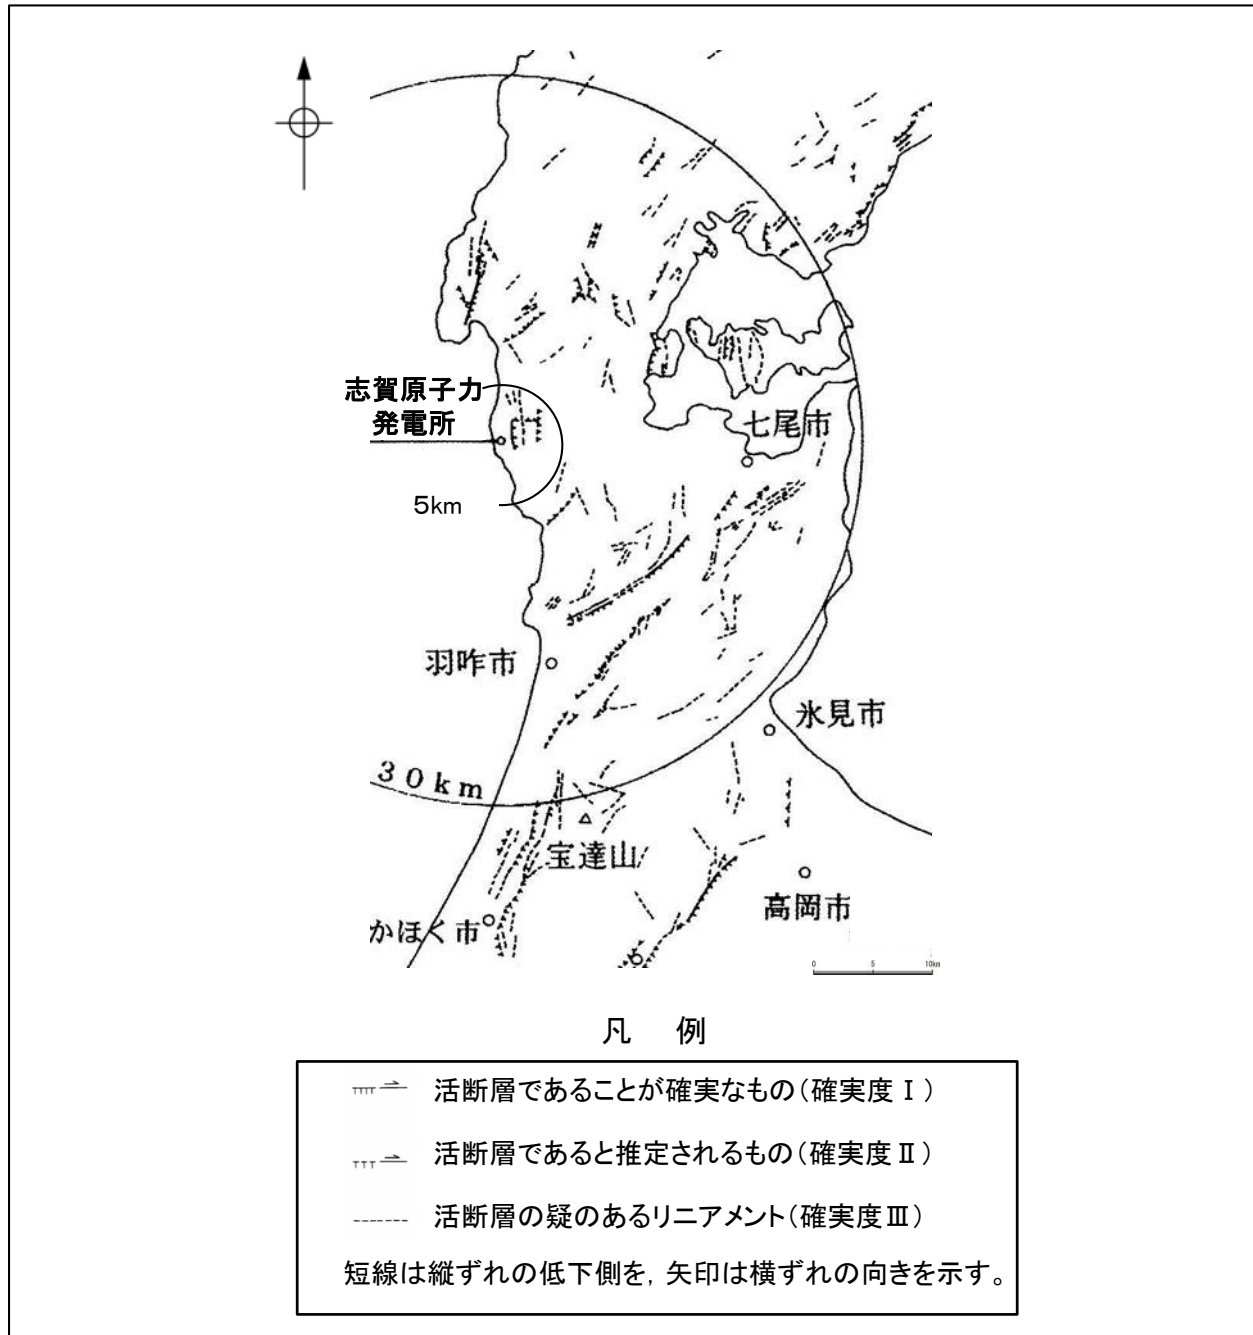 志賀原子力
発電所
5km
七尾市
羽咋市
氷見市
30km
宝達山
高岡市
かほく市
0 5 10km
凡 例
活断層であることが確実なもの(確実度Ⅰ)
活断層であると推定されるもの(確実度Ⅱ)
活断層の疑のあるリニアメント(確実度Ⅲ)
短線は縦ずれの低下側を, 矢印は横ずれの向きを示す。